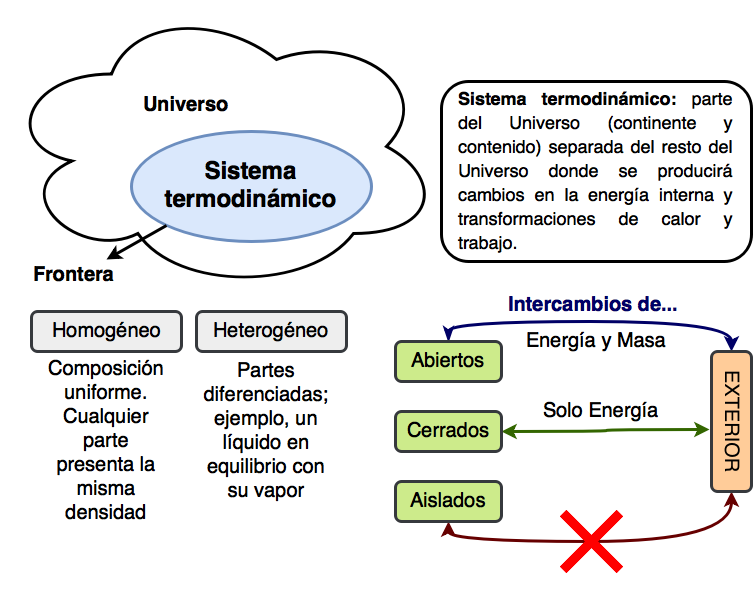 Universo
Sistema
termodinámico
Frontera
Sistema termodinámico: parte
del Universo (continente y
contenido) separada del resto del
Universo donde se producirá
cambios en la energía interna y
transformaciones de calor y
trabajo.
Homogéneo
Composición
uniforme.
Cualquier
parte
presenta la
misma
densidad
Heterogéneo
Partes
diferenciadas;
ejemplo, un
líquido en
equilibrio con
su vapor
Intercambios de...
Energía y Masa
Abiertos
Solo Energía
Cerrados
Aislados
EXTERIOR